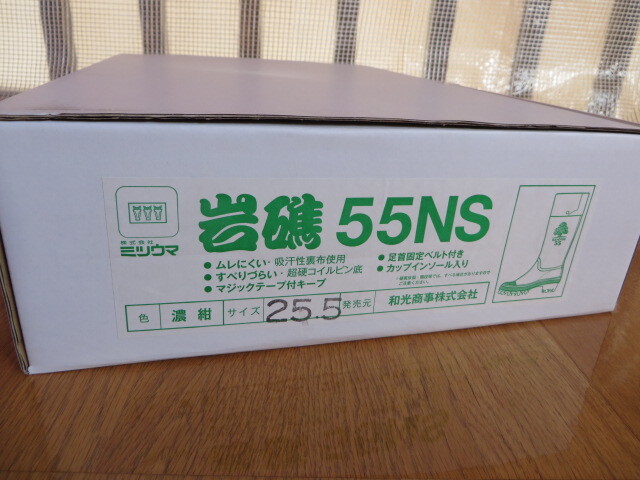 株式会社
ミツウマ
岩礁 55NS
● ムレにくい・吸汗性裏布使用
● すべりづらい・超硬コイルピン底
● マジックテープ付キープ
● 足首固定ベルト付き
● カップインソール入り
色 濃紺 サイズ 25.5 発売元 和光商事株式会社